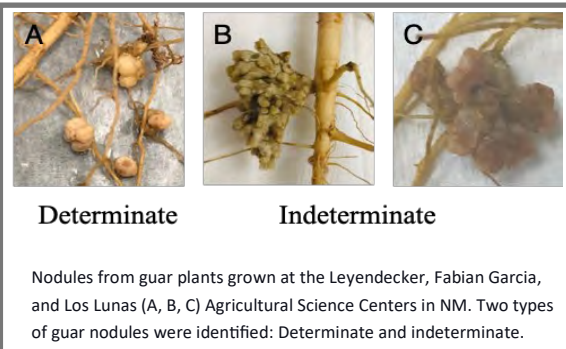 A B C
Determinate Indeterminate
Nodules from guar plants grown at the Leyendecker, Fabian Garcia,
and Los Lunas (A, B, C) Agricultural Science Centers in NM. Two types
of guar nodules were identified: Determinate and indeterminate.